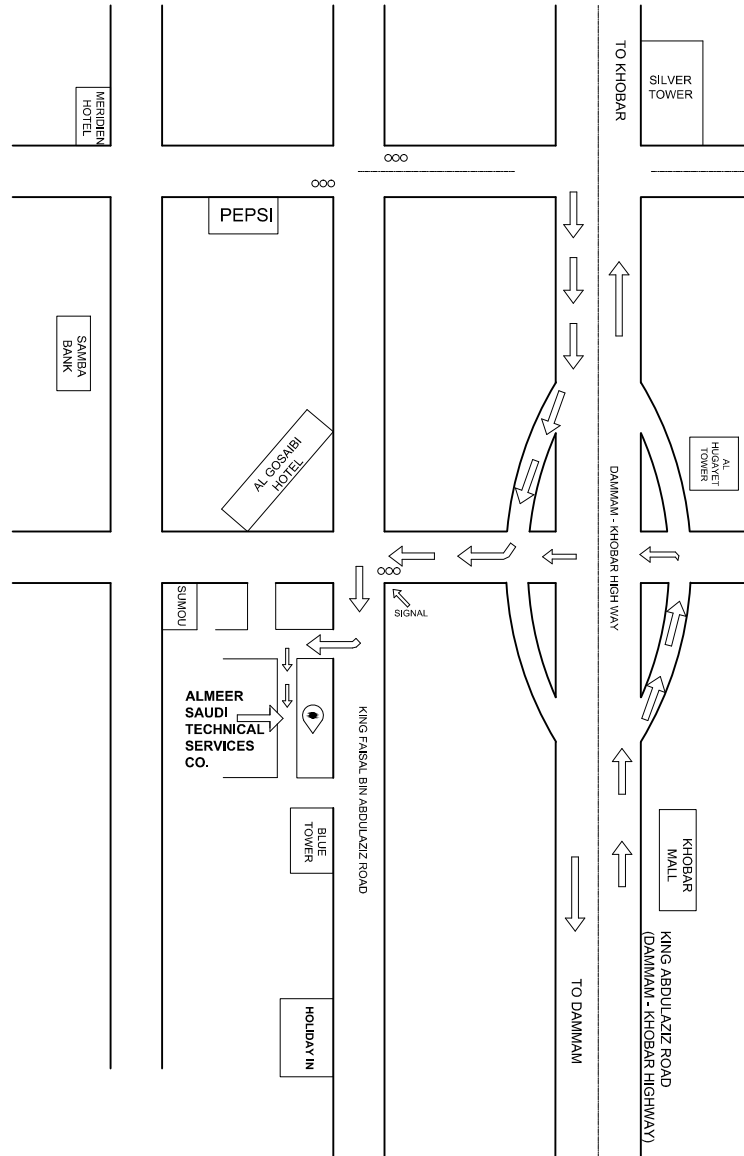 TO KHOBAR
SILVER
TOWER
MERIDIEN
HOTEL
PEPSI
SAMBA
BANK
AL GOSAIBI
HOTEL
AL
HUGAYET
TOWER
DAMMAM - KHOBAR HIGH WAY
SUMOU
SIGNAL
ALMEER
SAUDI
TECHNICAL
SERVICES
CO.
KING FAISAL BIN ABDULAZIZ ROAD
BLUE
TOWER
KHOBAR
MALL
HOLIDAY IN
TO DAMMAM
KING ABDULAZIZ ROAD
(DAMMAM - KHOBAR HIGHWAY)